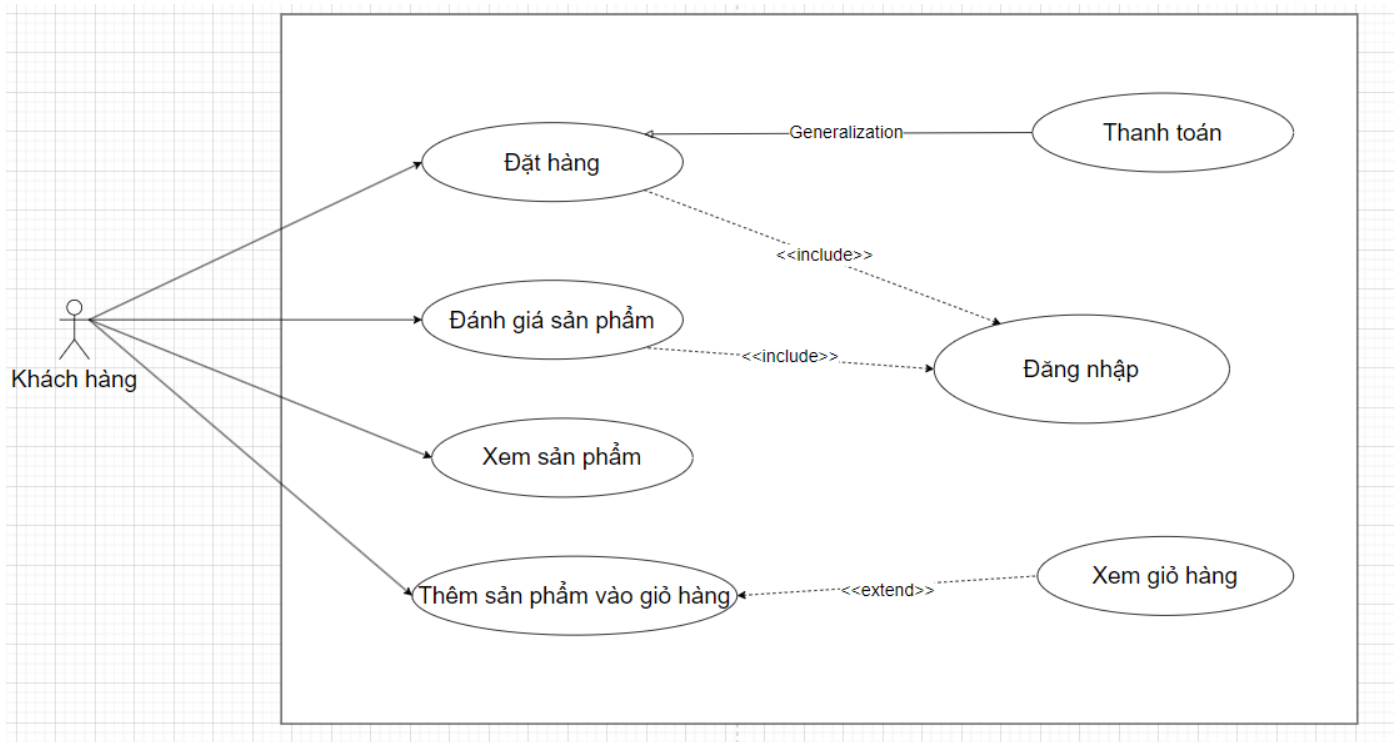 Generalization
Thanh toán
Đặt hàng
<<include>>
Đánh giá sản phẩm
<<include>>
Đăng nhập
Khách hàng
Xem sản phẩm
Thêm sản phẩm vào giỏ hàng
<<extend>>
Xem giỏ hàng